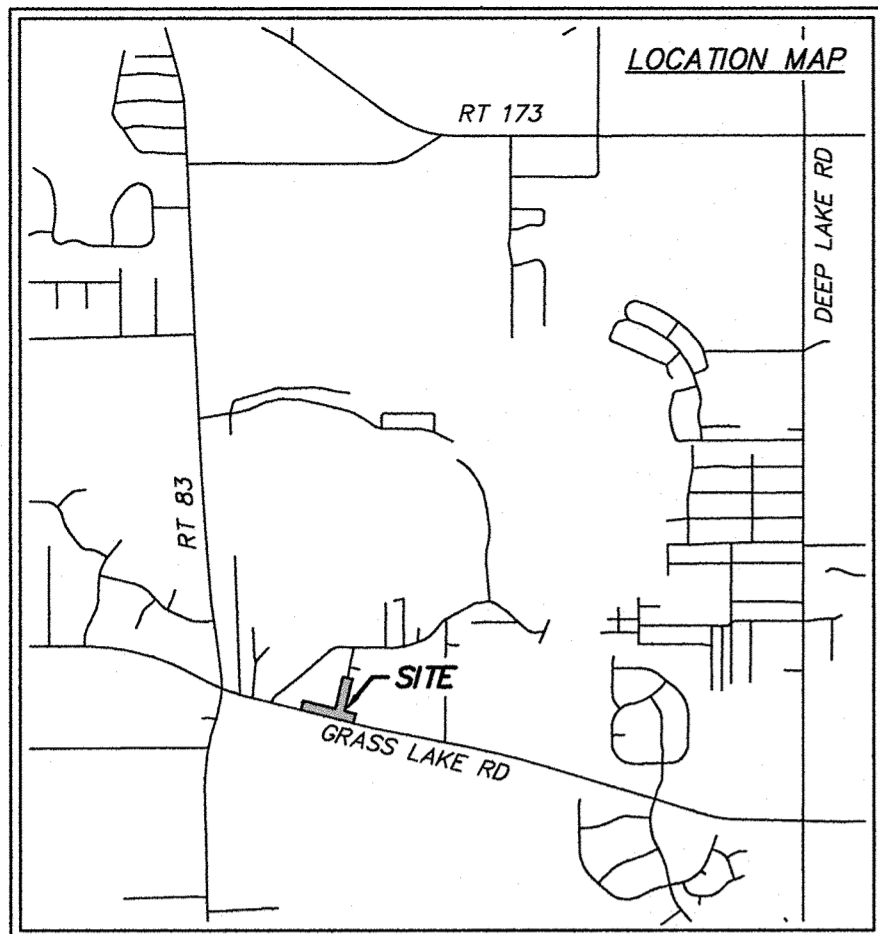 LOCATION MAP
RT 173
DEEP LAKE RD
RT 83
SITE
GRASS LAKE RD